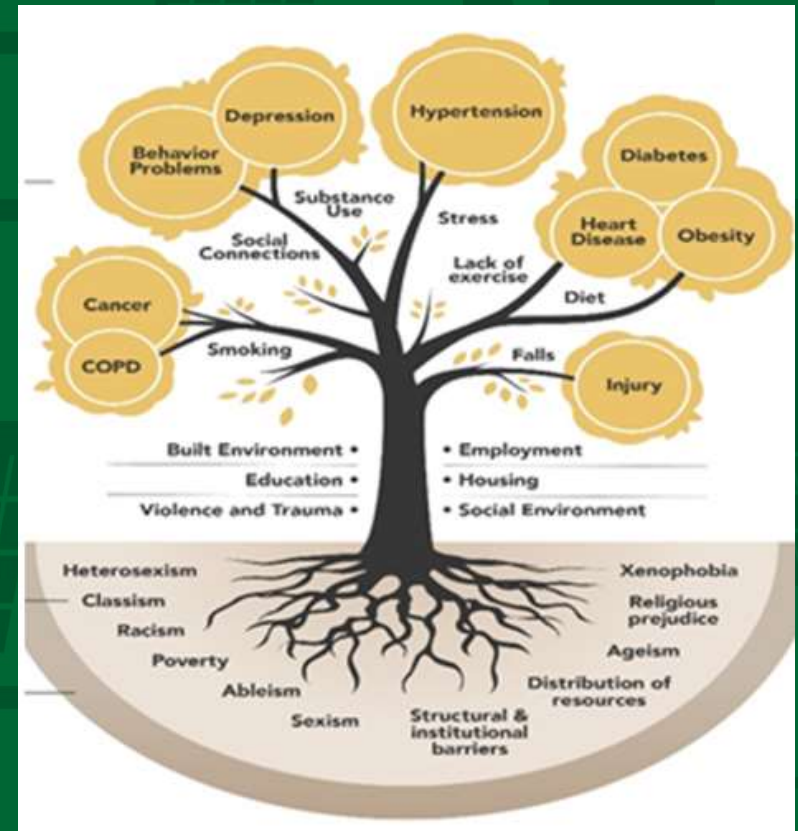 Depression
Hypertension
Behavior
Problems
Diabetes
Substance
Use
Stress
Heart
Disease
Obesity
Social
Connections
Lack of
exercise
Diet
Cancer
Smoking
Falls
COPD
Injury
Built Environment •
Education •
Violence and Trauma •
• Employment
• Housing
• Social Environment
Heterosexism
Classism
Racism
Poverty
Ableism
Sexism
Structural &
institutional
barriers
Distribution of
resources
Ageism
Religious
prejudice
Xenophobia